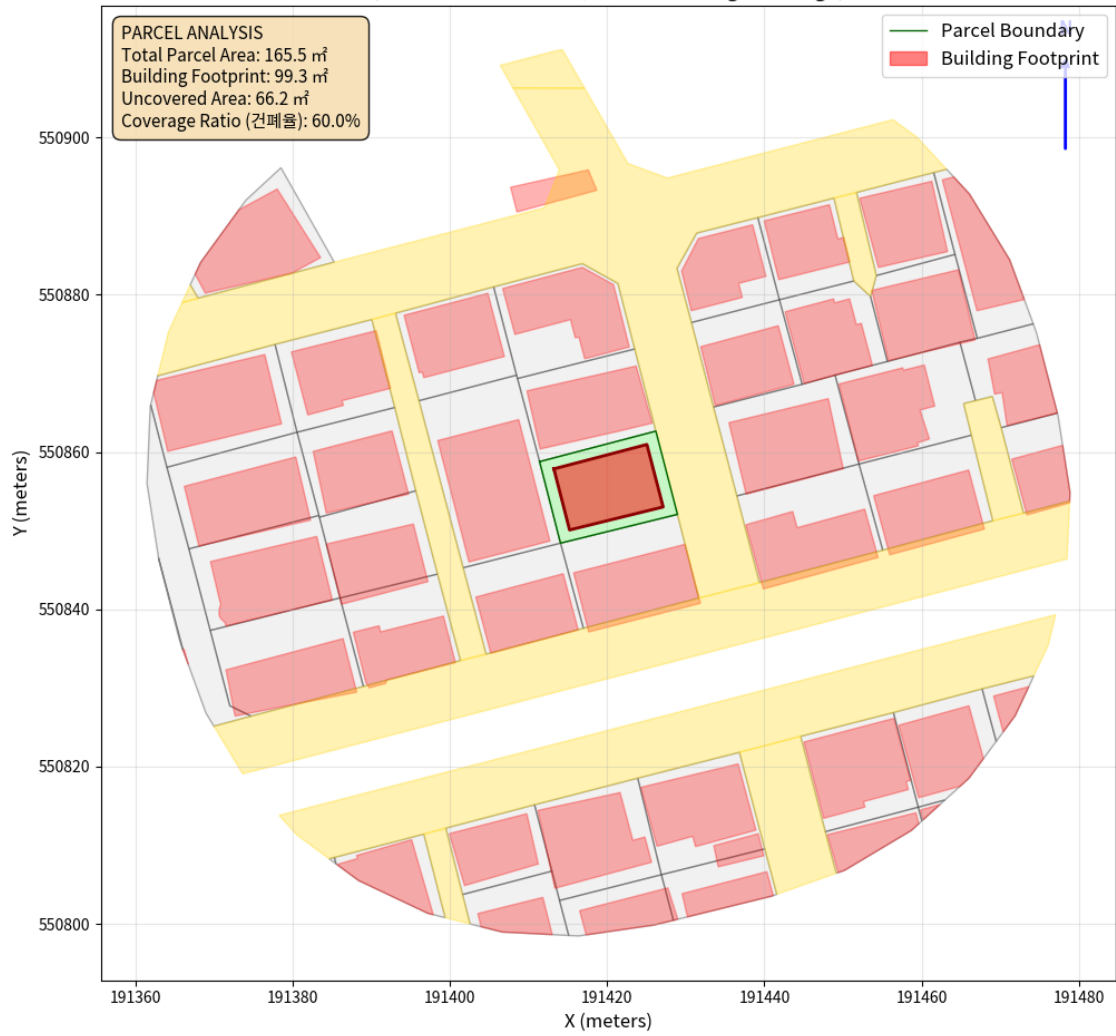 PARCEL ANALYSIS
Total Parcel Area: 165.5 ㎡
Building Footprint: 99.3 ㎡
Uncovered Area: 66.2 ㎡
Coverage Ratio (건폐율): 60.0%
Parcel Boundary
Building Footprint
N
550900
550880
550860
550840
550820
550800
Y (meters)
191360
191380
191400
191420
191440
191460
191480
X (meters)